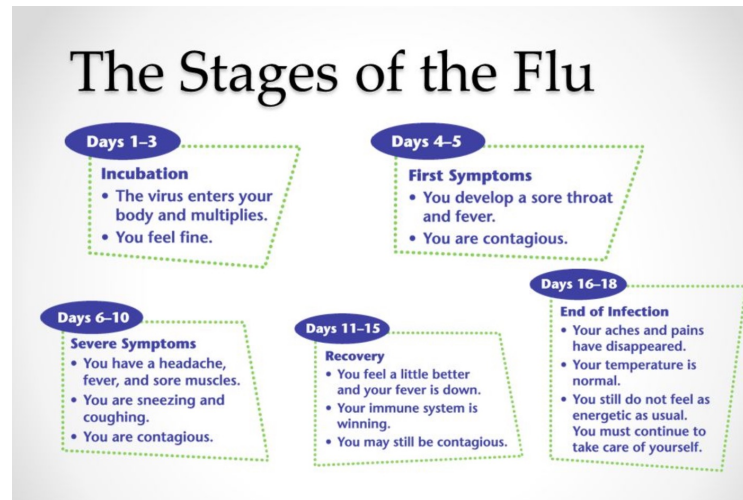 The Stages of the Flu
Days 1–3
Incubation
• The virus enters your
body and multiplies.
• You feel fine.
Days 4–5
First Symptoms
• You develop a sore throat
and fever.
• You are contagious.
Days 6–10
Severe Symptoms
• You have a headache,
fever, and sore muscles.
• You are sneezing and
coughing.
• You are contagious.
Days 11–15
Recovery
• You feel a little better
and your fever is down.
• Your immune system is
winning.
• You may still be contagious.
Days 16–18
End of Infection
• Your aches and pains
have disappeared.
• Your temperature is
normal.
• You still do not feel as
energetic as usual.
You must continue to
take care of yourself.